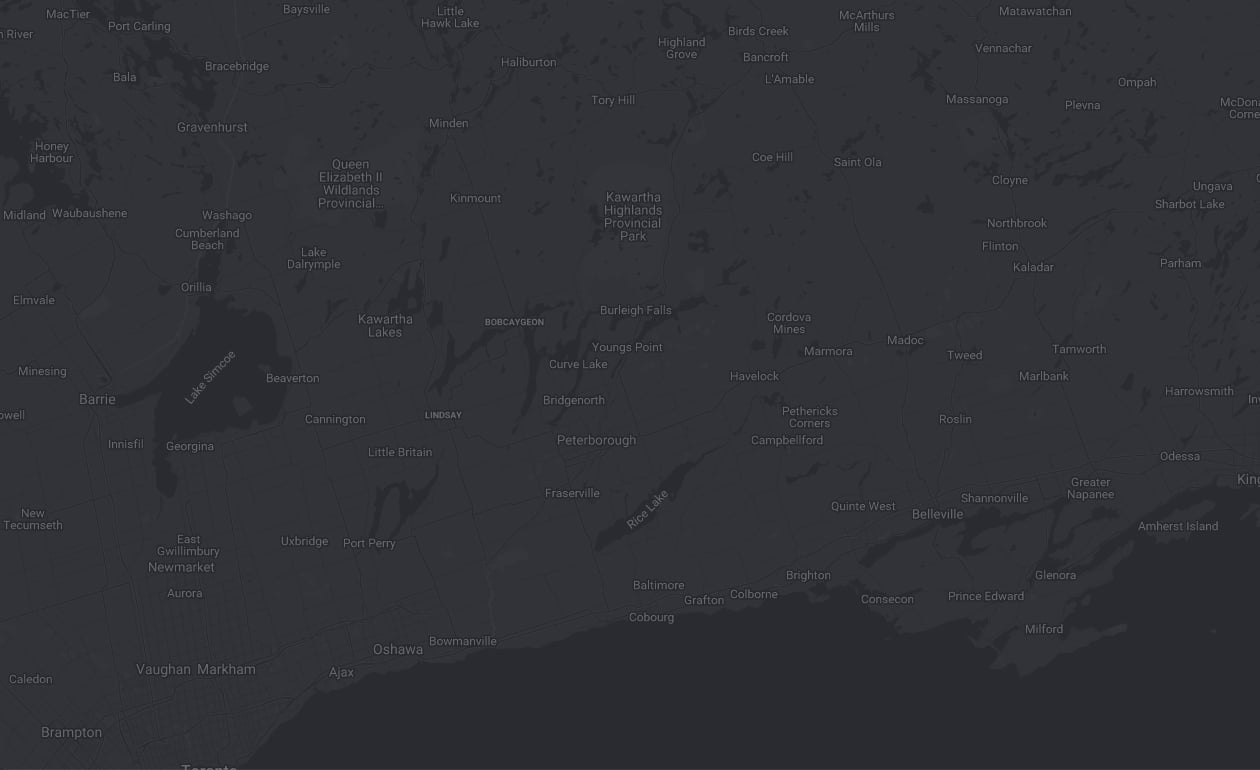 MacTier
Port Carling
Baysville
Little
Hawk Lake
McArthurs
Mills
Matawatchan
n River
Bracebridge
Bala
Haliburton
Highland
Grove
Birds Creek
Bancroft
L'Amable
Vennachar
Ompah
Tory Hill
Massanoga
Plevna
McDona
Corne
Gravenhurst
Minden
Honey
Harbour
Queen
Elizabeth II
Wildlands
Provincial...
Coe Hill
Saint Ola
Cloyne
Ungava
Kinmount
Kawartha
Highlands
Provincial
Park
Sharbot Lake
Midland
Waubaushene
Washago
Cumberland
Beach
Northbrook
Flinton
Lake
Dalrymple
Kaladar
Parham
Orillia
Elmvale
Kawartha
Lakes
BOBCAYGEON
Burleigh Falls
Cordova
Mines
Youngs Point
Curve Lake
Marmora
Madoc
Tweed
Tamworth
Minesing
Lake Simcoe
Beaverton
Havelock
Marlbank
Harrowsmith
Inv
Barrie
owell
Cannington
LINDSAY
Bridgenorth
Pethericks
Corners
Roslin
Innisfil
Georgina
Little Britain
Peterborough
Campbellford
Odessa
Fraserville
Rice Lake
Quinte West
Shannonville
Greater
Napanee
King
Belleville
New
Tecumseth
Amherst Island
East
Gwillimbury
Newmarket
Uxbridge
Port Perry
Aurora
Baltimore
Brighton
Glenora
Grafton
Colborne
Consecon
Prince Edward
Cobourg
Milford
Oshawa
Bowmanville
Vaughan
Markham
Ajax
Caledon
Brampton
Toronto